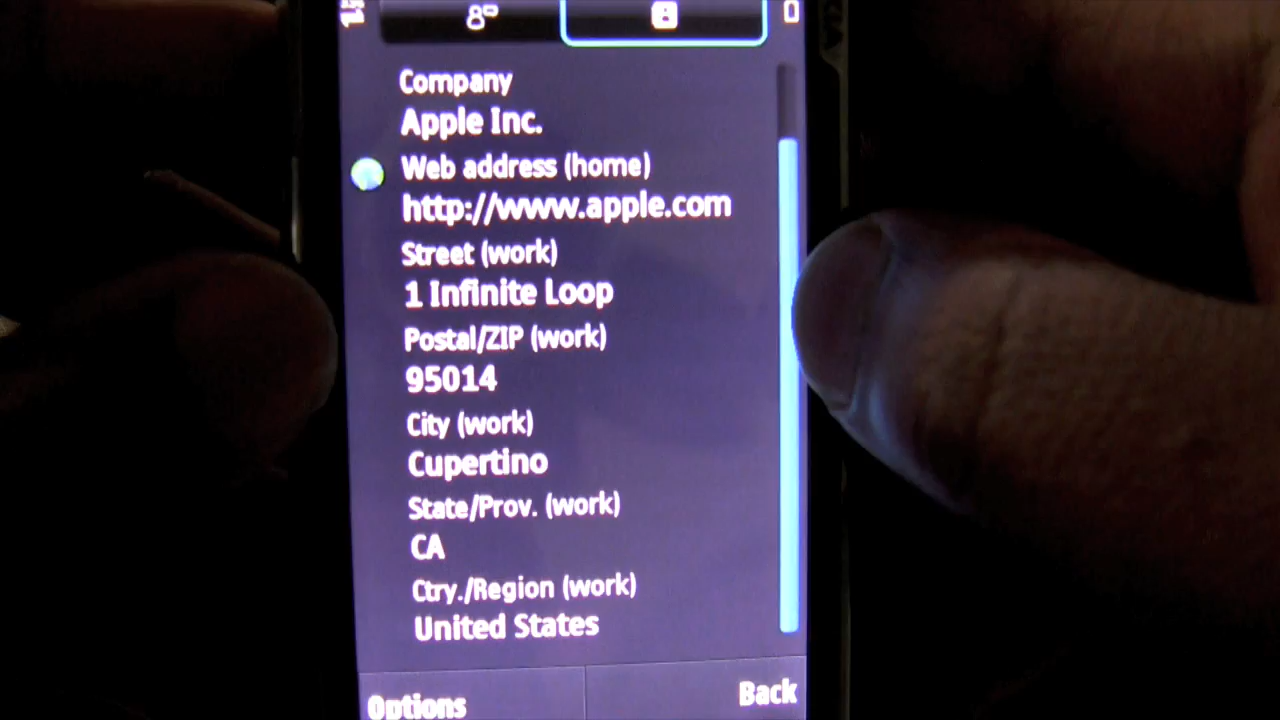 Company
Apple Inc.
Web address (home)
http://www.apple.com
Street (work)
1 Infinite Loop
Postal/ZIP (work)
95014
City (work)
Cupertino
State/Prov. (work)
CA
Ctry./Region (work)
United States
Options Back